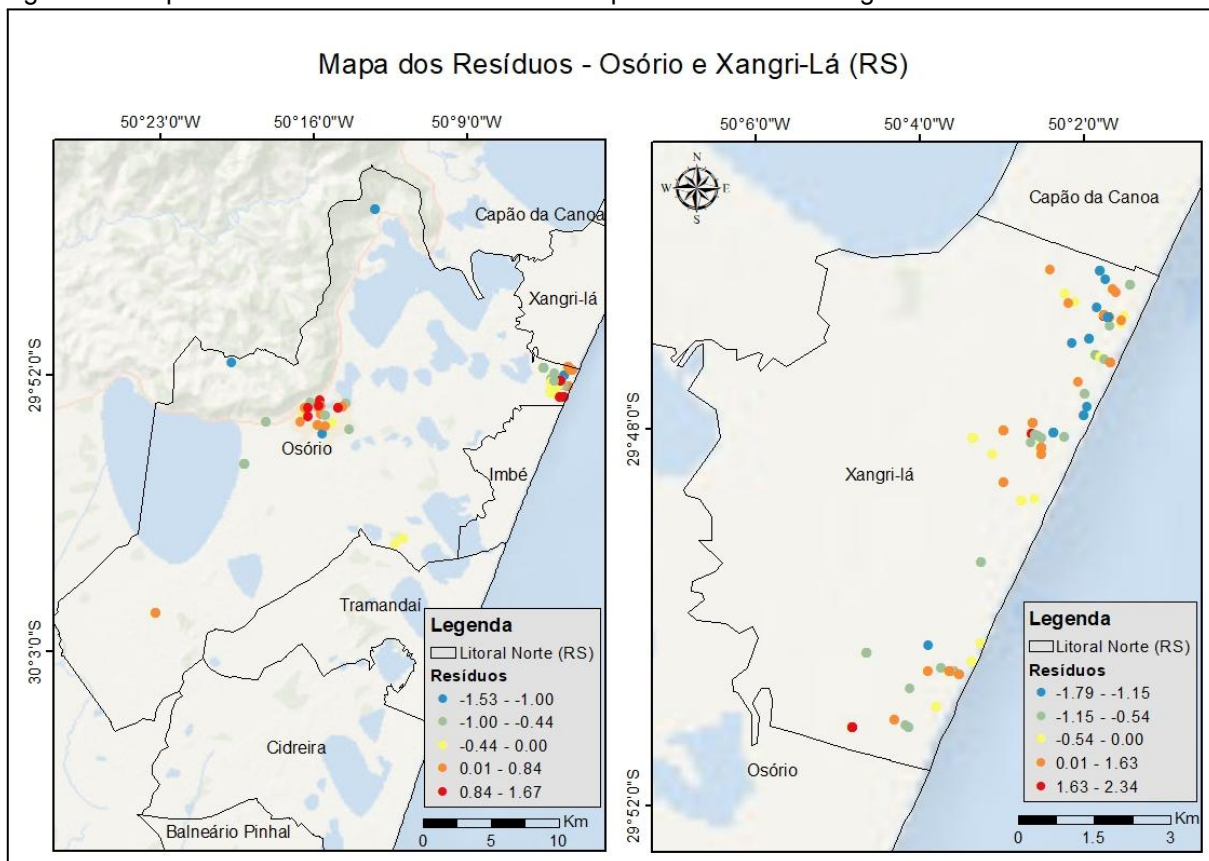 Mapa dos Resíduos - Osório e Xangri-Lá (RS)
50°23'0"W 50°16'0"W 50°9'0"W
29°52'0"S
30°3'0"S
Capão da Canoa
Xangri-lá
Osório
Imbé
Tramandaí
Cidreira
Balneário Pinhal
Legenda
Litoral Norte (RS)
Resíduos
-1.53 - -1.00
-1.00 - -0.44
-0.44 - 0.00
0.01 - 0.84
0.84 - 1.67
Km
0 5 10
50°6'0"W 50°4'0"W 50°2'0"W
29°48'0"S
29°52'0"S
N
W E
S
Capão da Canoa
Xangri-lá
Osório
Legenda
Litoral Norte (RS)
Resíduos
-1.79 - -1.15
-1.15 - -0.54
-0.54 - 0.00
0.01 - 1.63
1.63 - 2.34
Km
0 1.5 3